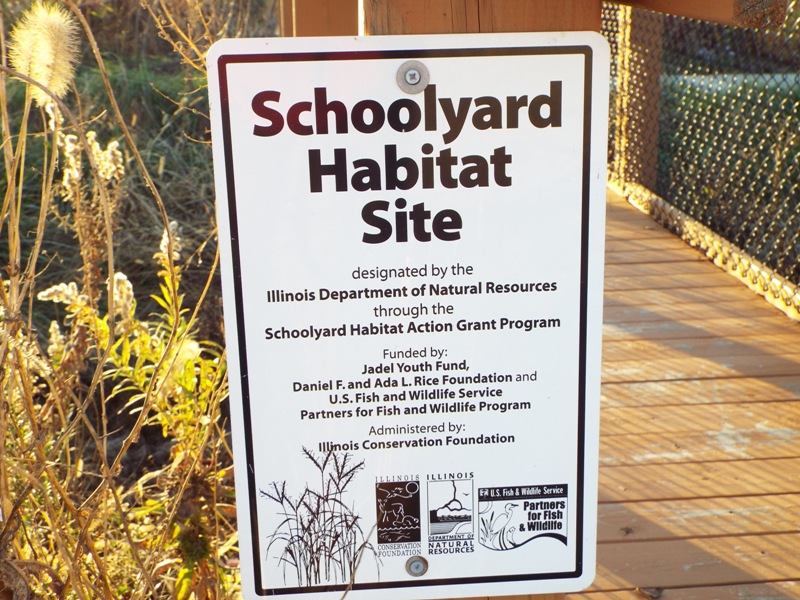 Schoolyard
Habitat
Site
designated by the
Illinois Department of Natural Resources
through the
Schoolyard Habitat Action Grant Program
Funded by:
Jadel Youth Fund,
Daniel F. and Ada L. Rice Foundation and
U.S. Fish and Wildlife Service
Partners for Fish and Wildlife Program
Administered by:
Illinois Conservation Foundation
ILLINOIS
CONSERVATION
FOUNDATION
ILLINOIS
DEPARTMENT OF
NATURAL
RESOURCES
U.S. Fish & Wildlife Service
Partners
for Fish
& Wildlife